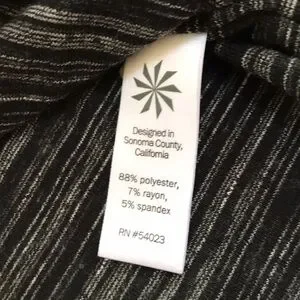 Designed in
Sonoma County,
California
88% polyester,
7% rayon,
5% spandex
RN #54023